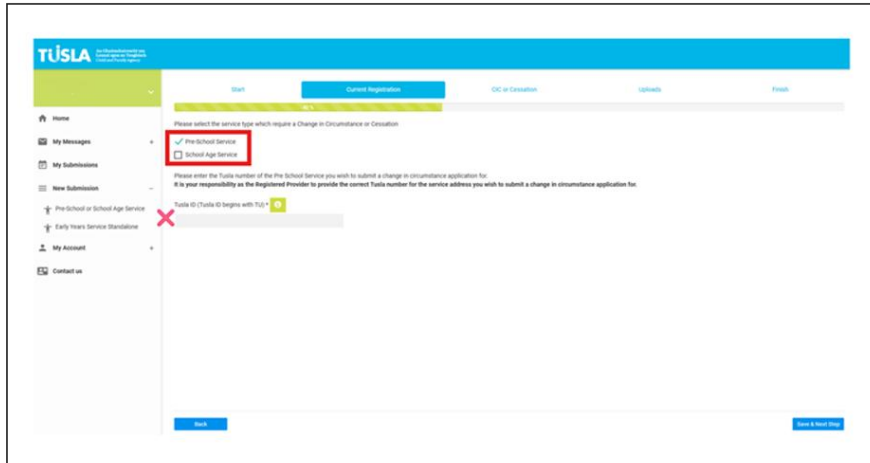 TÚSLA
Start
Current Registration
CIC or Cessation
Uploads
Finish
Home
My Messages
My Submissions
New Submission
Pre-School or School Age Service
Early Years Service Standalone
My Account
Contact us
Please select the service type which require a Change in Circumstance or Cessation
Pre-School Service
School Age Service
Please enter the Tusla number of the Pre School Service you wish to submit a change in circumstance application for.
It is your responsibility as the Registered Provider to provide the correct Tusla number for the service address you wish to submit a change in circumstance application for.
Tusla ID (Tusla ID begins with TU) *
Back
Save & Next Step